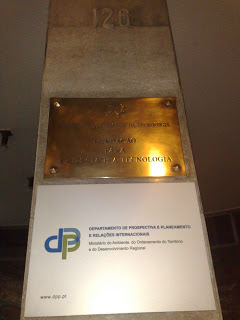 126
FUNDAÇÃO
PARA
A CIÊNCIA E A TECNOLOGIA
dpp
DEPARTAMENTO DE PROSPECTIVA E PLANEAMENTO
E RELAÇÕES INTERNACIONAIS
Ministério do Ambiente, do Ordenamento do Território
e do Desenvolvimento Regional
www.dpp.pt